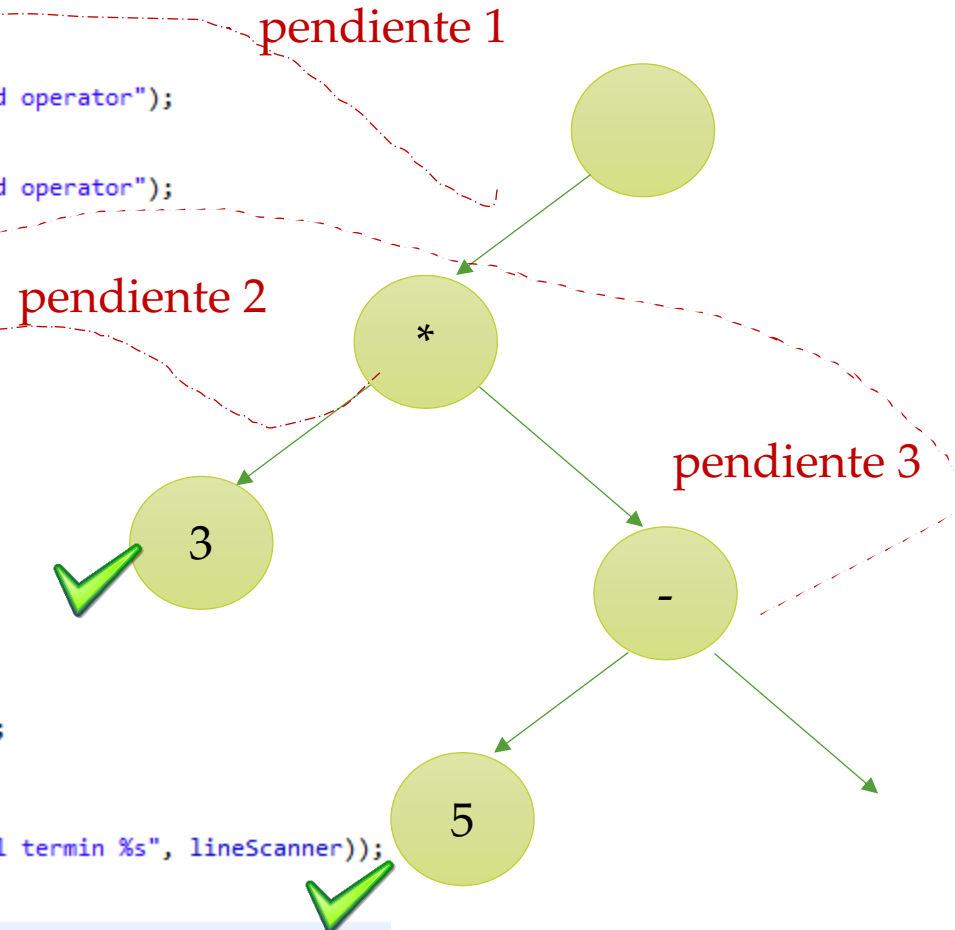 pendiente 1
d operator");
d operator");
pendiente 2
*
pendiente 3
3
-
;
5
l termin %s", lineScanner));